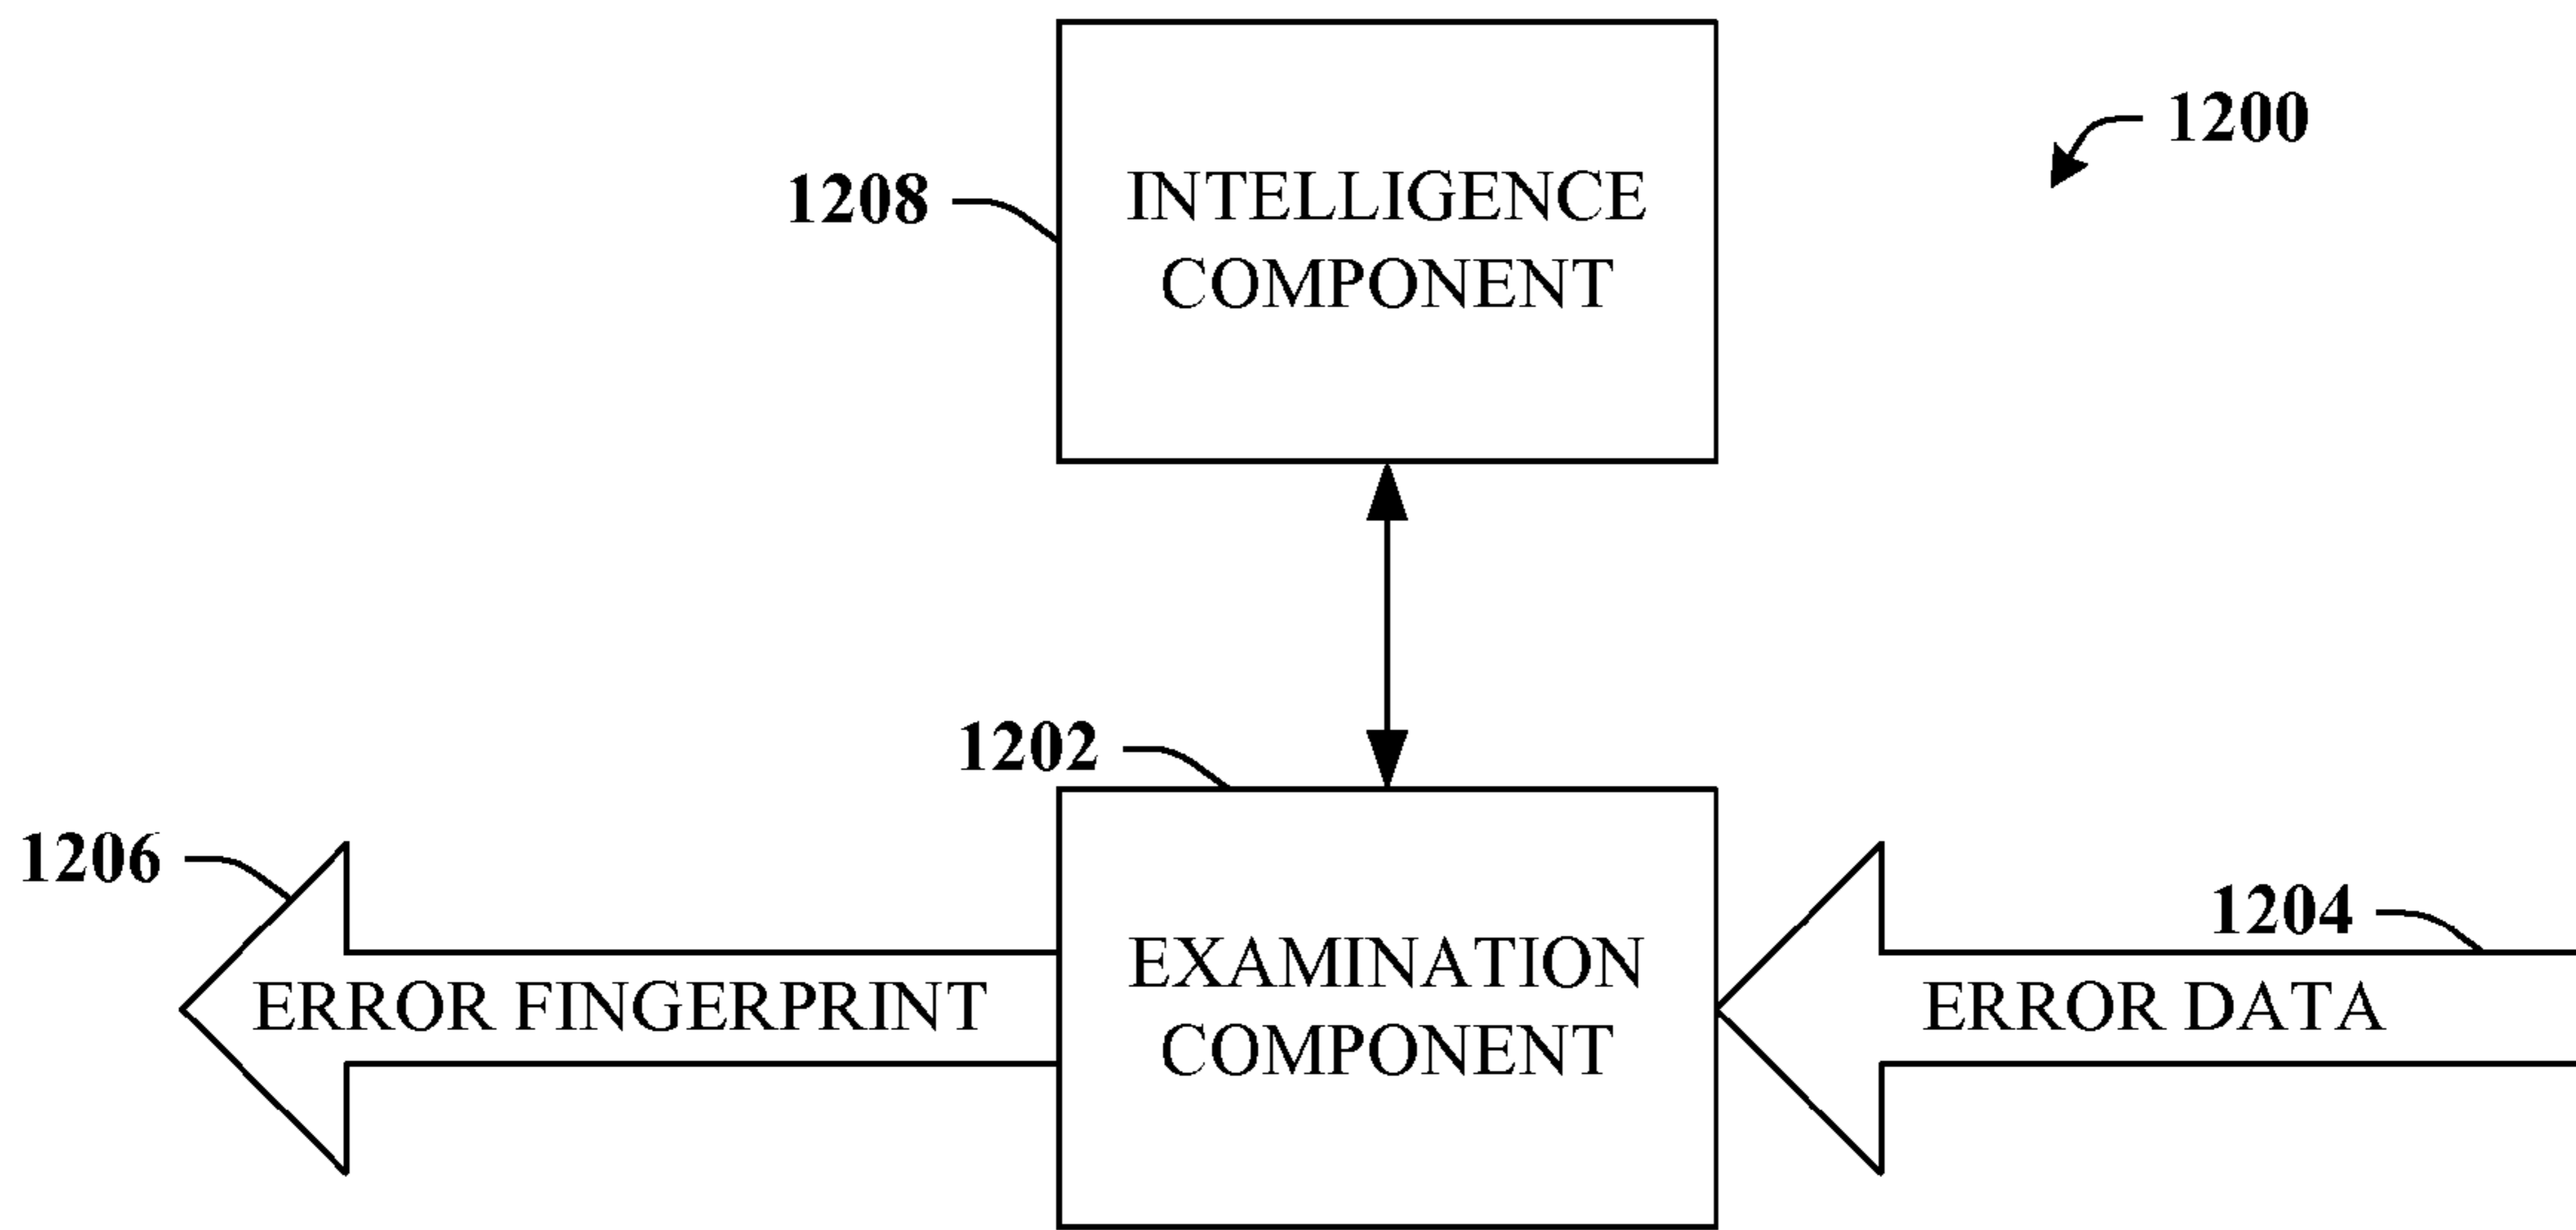 1200
1208
INTELLIGENCE
COMPONENT
1202
1206
1204
EXAMINATION
COMPONENT
ERROR FINGERPRINT
ERROR DATA